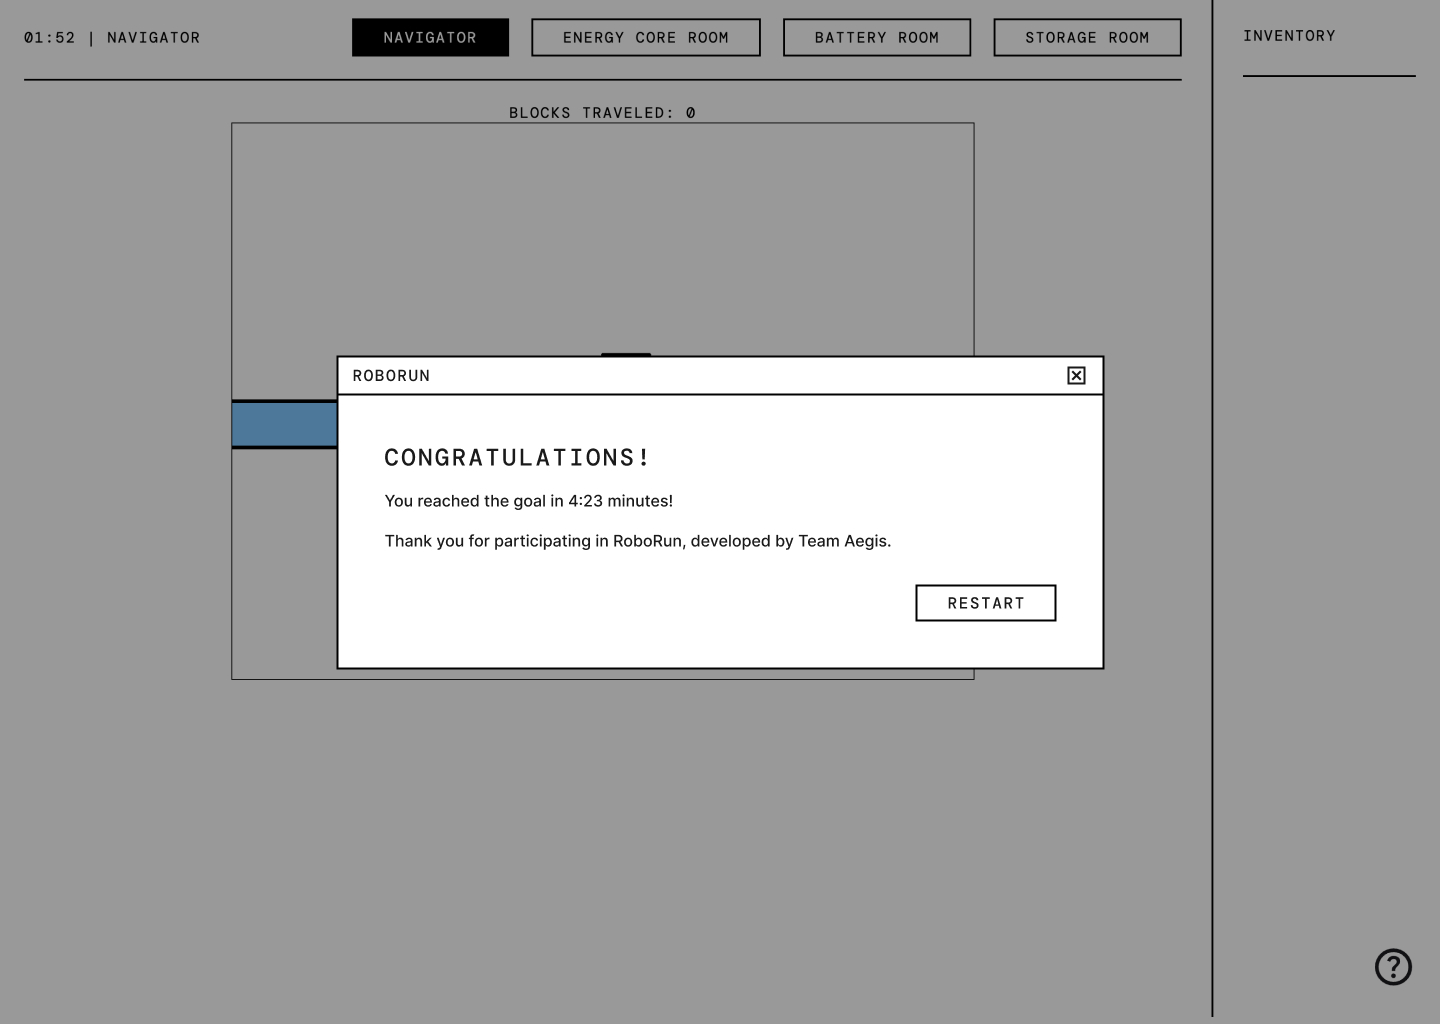 01:52 | NAVIGATOR
NAVIGATOR
ENERGY CORE ROOM
BATTERY ROOM
STORAGE ROOM
INVENTORY
BLOCKS TRAVELED: 0
ROBORUN
CONGRATULATIONS!
You reached the goal in 4:23 minutes!
Thank you for participating in RoboRun, developed by Team Aegis.
RESTART
?